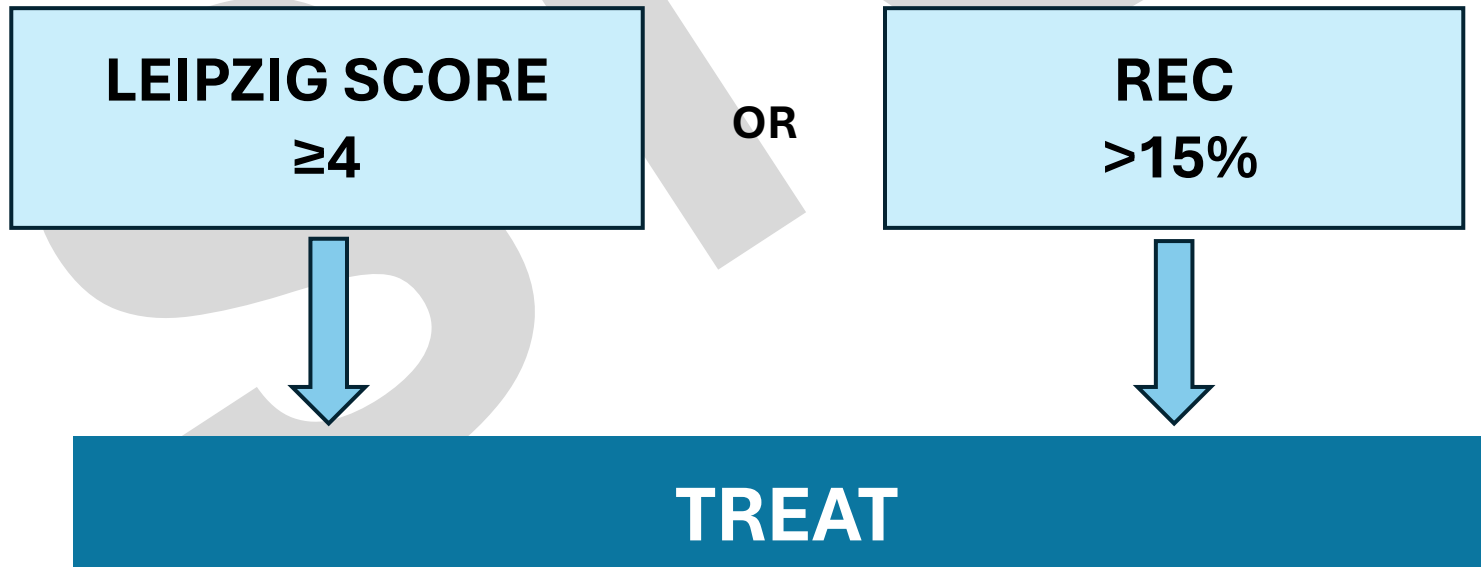 LEIPZIG SCORE
≥4
OR
REC
>15%
TREAT